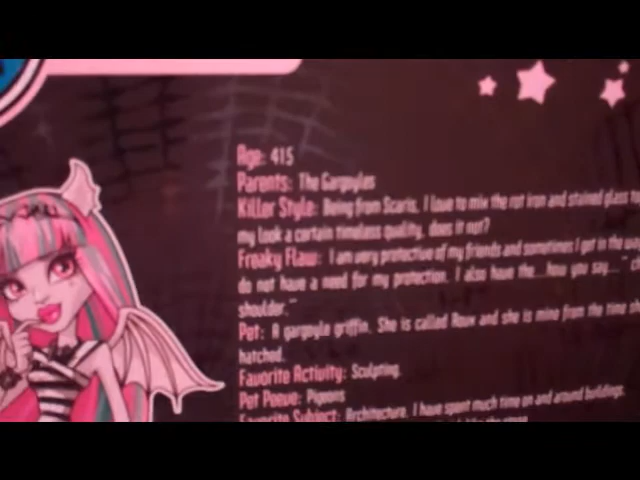 Age: 415
Parents: The Gargoyles
Killer Style: Being from Scaris, I love to mix the rot iron and stained glass
my look a certain timeless quality, does it not?
Freaky Flaw: I am very protective of my friends and sometimes I get in the
do not have a need for my protection. I also have the...how you say..." ch
shoulder."
Pet: A gargoyle griffin. She is called Roux and she is mine from the time
hatched.
Favorite Activity: Sculpting.
Pet Peeve: Pigeons
Favorite Subject: Architecture. I have spent much time on and around buildings.